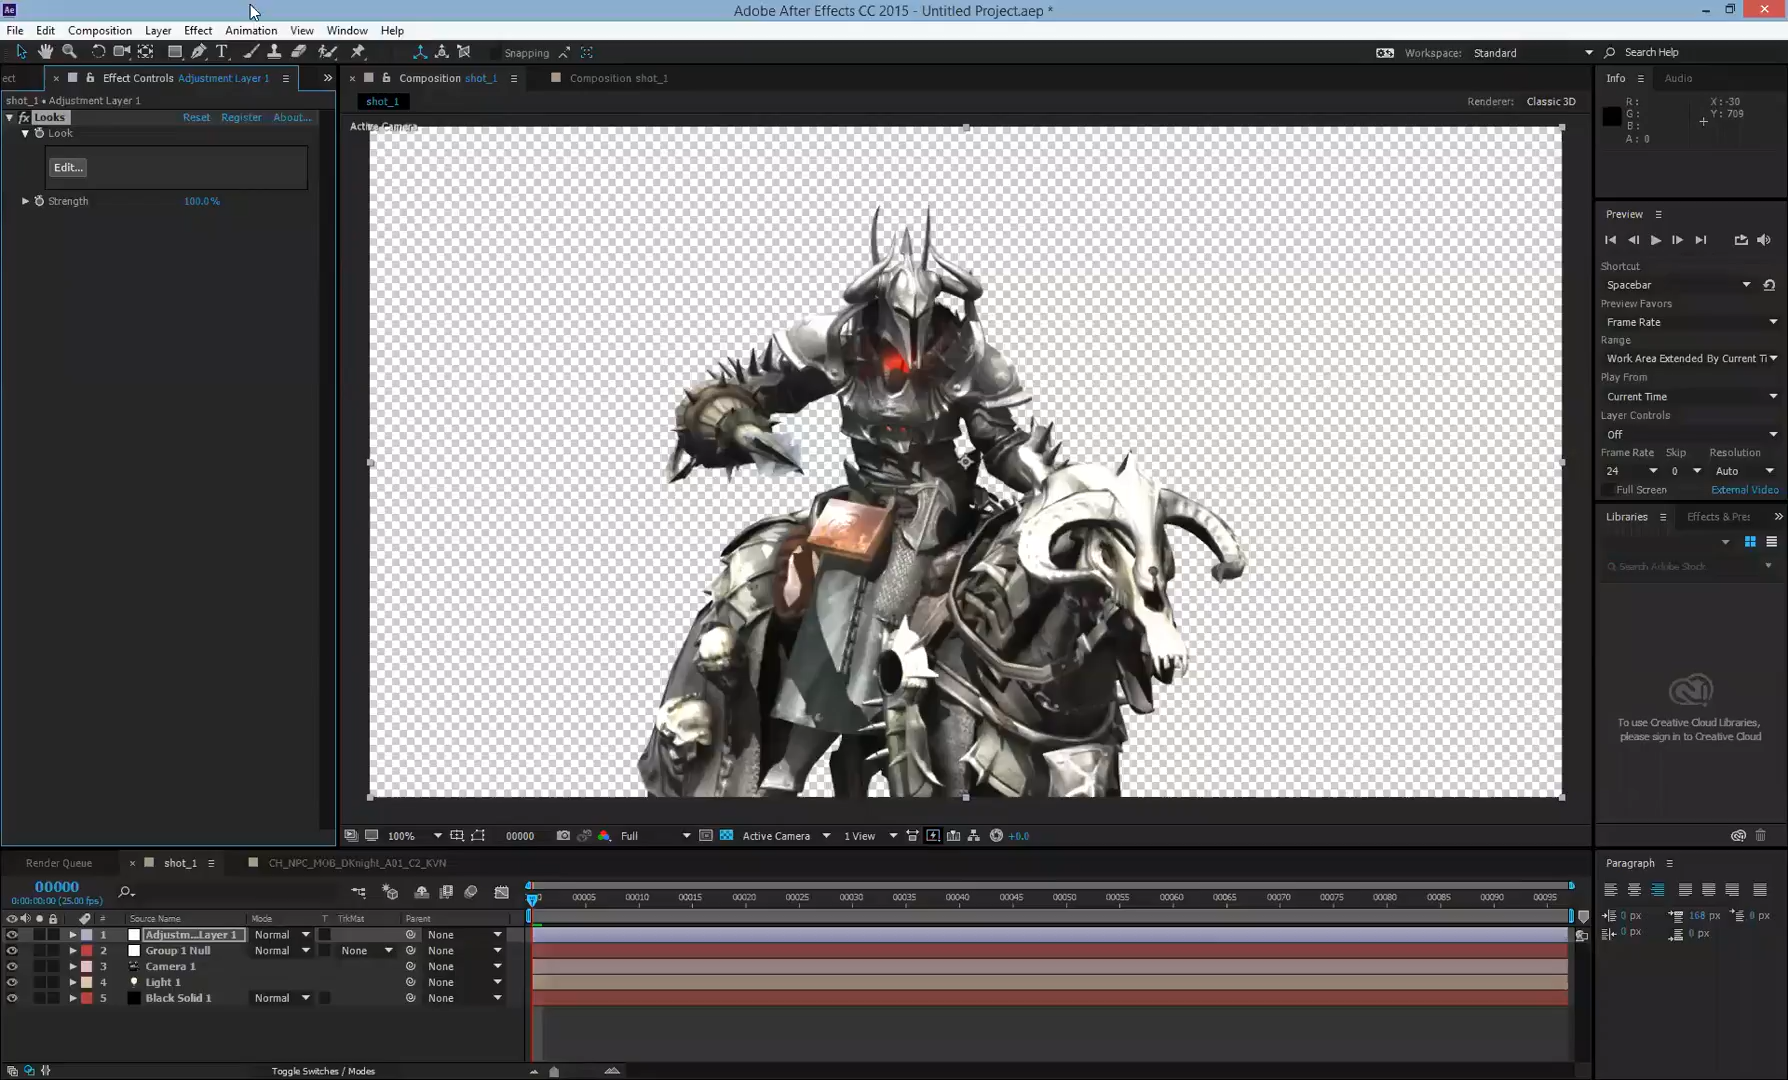 Ae
Adobe After Effects CC 2015 - Untitled Project.aep *
File Edit Composition Layer Effect Animation View Window Help
Snapping
Workspace: Standard
Search Help
ect
Effect Controls Adjustment Layer 1
Composition shot_1
Composition shot_1
Info
Audio
shot_1 • Adjustment Layer 1
shot_1
Renderer: Classic 3D
fx Looks Reset Register About...
Look
Edit...
Strength 100.0%
Active Camera
R :
G :
B :
A : 0
X : -30
Y : 709
Preview
Shortcut
Spacebar
Preview Favors
Frame Rate
Range
Work Area Extended By Current Ti
Play From
Current Time
Layer Controls
Off
Frame Rate Skip Resolution
24 0 Auto
Full Screen External Video
Libraries
Effects & Pres
Search Adobe Stock
To use Creative Cloud Libraries,
please sign in to Creative Cloud
100% 00000 Full Active Camera 1 View +0.0
Render Queue shot_1 CH_NPC_MOB_DKnight_A01_C2_KVN
00000
0:00:00:00 (25.00 fps)
00005 00010 00015 00020 00025 00030 00035 00040 00045 00050 00055 00060 00065 00070 00075 00080 00085 00090 00095
# Source Name Mode T TrkMat Parent
1 Adjustm...Layer 1 Normal None
2 Group 1 Null Normal None None
3 Camera 1 None
4 Light 1 None
5 Black Solid 1 Normal None
Toggle Switches / Modes
Paragraph
0 px 168 px 0 px
0 px 0 px